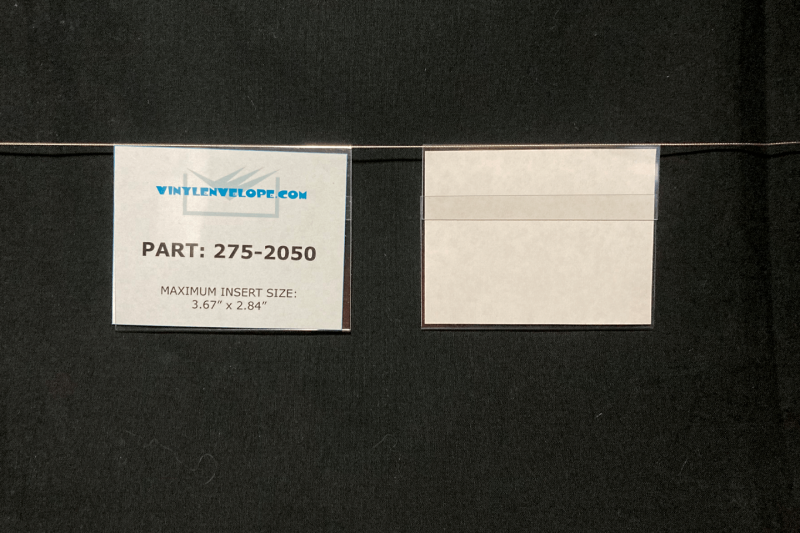 VINYLENVELOPE.COM
PART: 275-2050
MAXIMUM INSERT SIZE:
3.67” x 2.84”